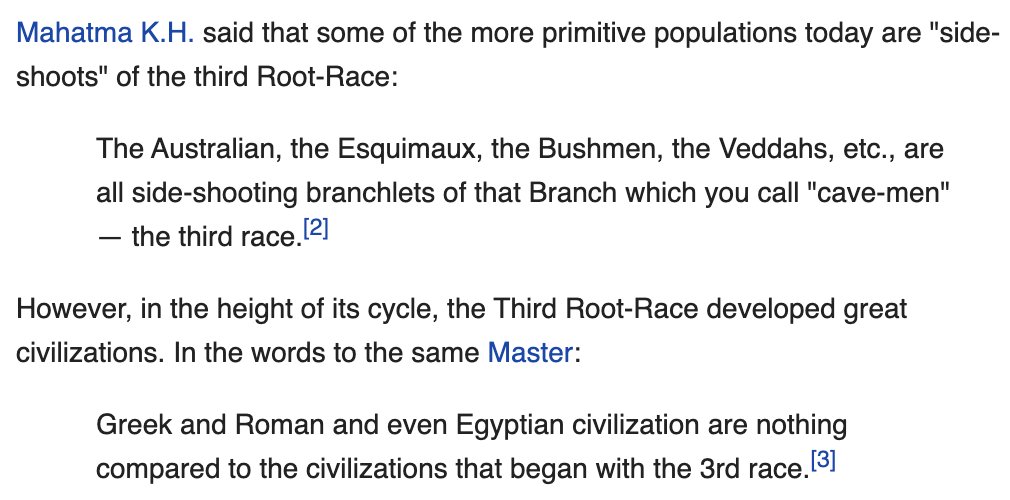 Mahatma K.H. said that some of the more primitive populations today are "side-
shoots" of the third Root-Race:
The Australian, the Esquimaux, the Bushmen, the Veddahs, etc., are
all side-shooting branchlets of that Branch which you call "cave-men"
— the third race.[2]
However, in the height of its cycle, the Third Root-Race developed great
civilizations. In the words to the same Master:
Greek and Roman and even Egyptian civilization are nothing
compared to the civilizations that began with the 3rd race.[3]